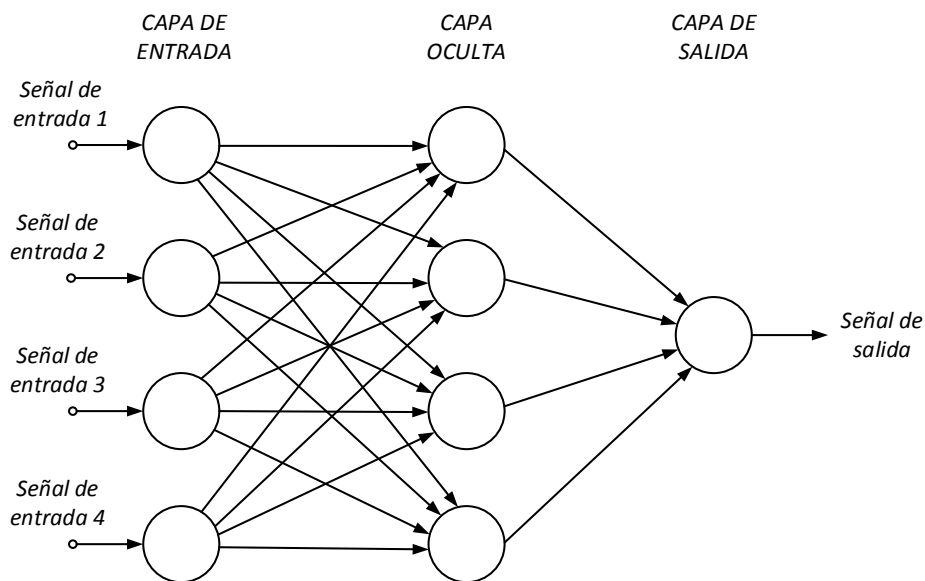 CAPA DE
ENTRADA
CAPA
OCULTA
CAPA DE
SALIDA
Señal de
entrada 1
Señal de
entrada 2
Señal de
entrada 3
Señal de
entrada 4
Señal de
salida